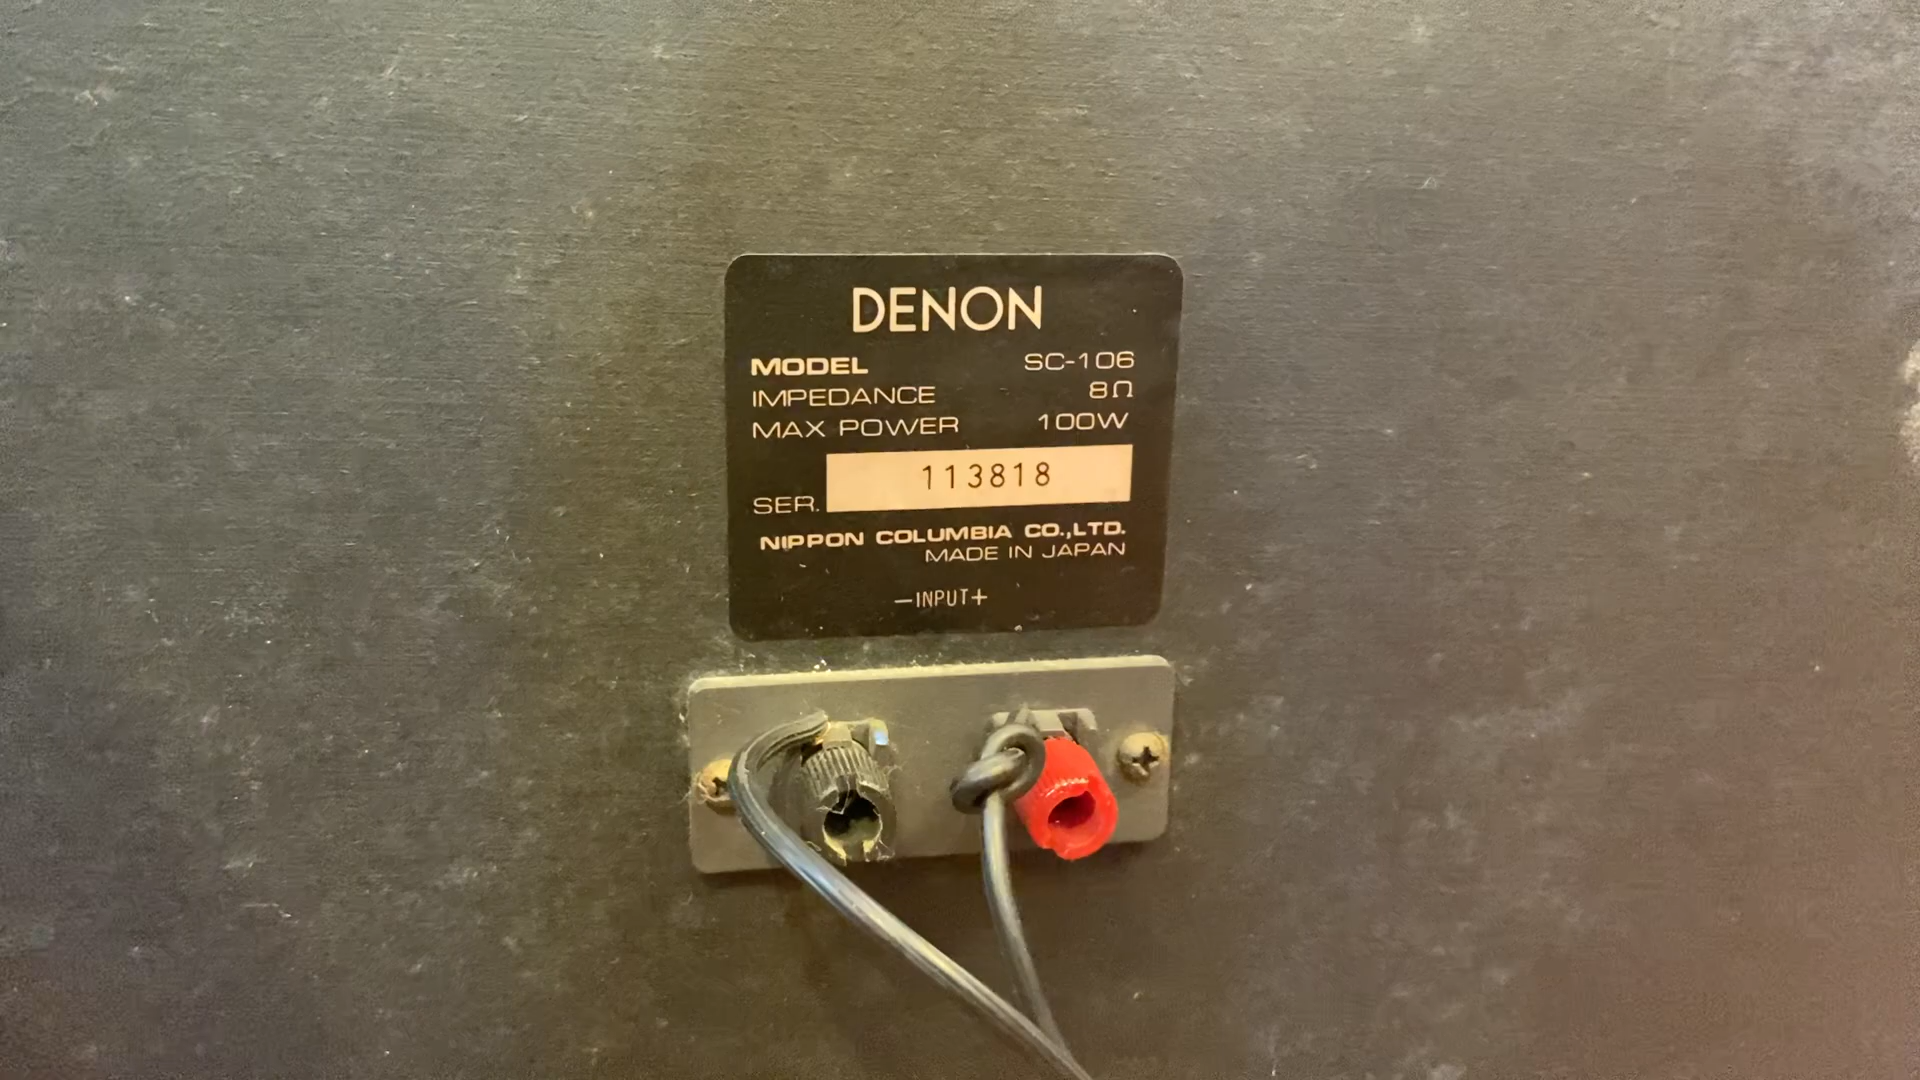 DENON
MODEL SC-106
IMPEDANCE 8Ω
MAX POWER 100W
SER. 113818
NIPPON COLUMBIA CO.,LTD.
MADE IN JAPAN
−INPUT+